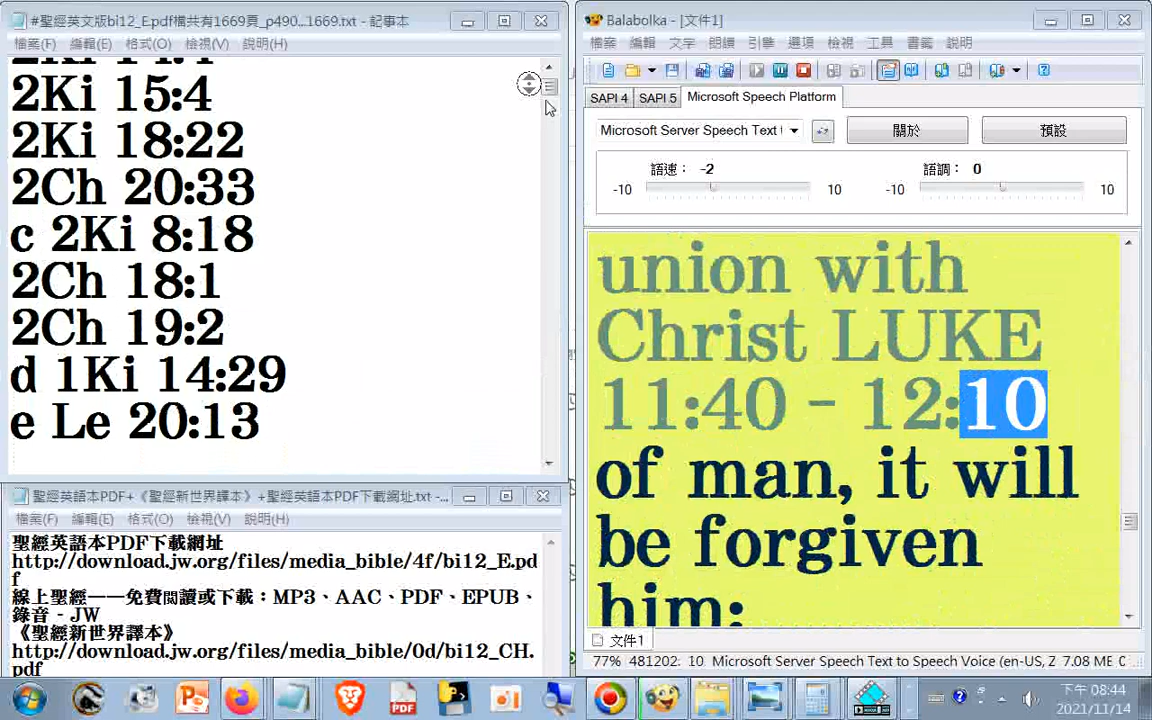 #聖經英文版bi12_E.pdf檔共有1669頁_p490...1669.txt - 記事本
檔案(F) 編輯(E) 格式(O) 檢視(V) 說明(H)
2Ki 15:4
2Ki 18:22
2Ch 20:33
c 2Ki 8:18
2Ch 18:1
2Ch 19:2
d 1Ki 14:29
e Le 20:13
聖經英語本PDF+《聖經新世界譯本》+聖經英語本PDF下載網址.txt -...
檔案(F) 編輯(E) 格式(O) 檢視(V) 說明(H)
聖經英語本PDF下載網址
http://download.jw.org/files/media_bible/4f/bi12_E.pd
f
線上聖經──免費閱讀或下載：MP3、AAC、PDF、EPUB、
錄音 - JW
《聖經新世界譯本》
http://download.jw.org/files/media_bible/0d/bi12_CH.
pdf
Balabolka - [文件1]
檔案 編輯 文字 朗讀 引擎 選項 檢視 工具 書籤 說明
SAPI 4 SAPI 5 Microsoft Speech Platform
Microsoft Server Speech Text 關於 預設
語速： -2 語調： 0
-10 10 -10 10
union with
Christ LUKE
11:40 - 12:10
of man, it will
be forgiven
him:
文件1
77% 481202: 10 Microsoft Server Speech Text to Speech Voice (en-US, Z 7.08 MB
PDF
下午 08:44
2021/11/14